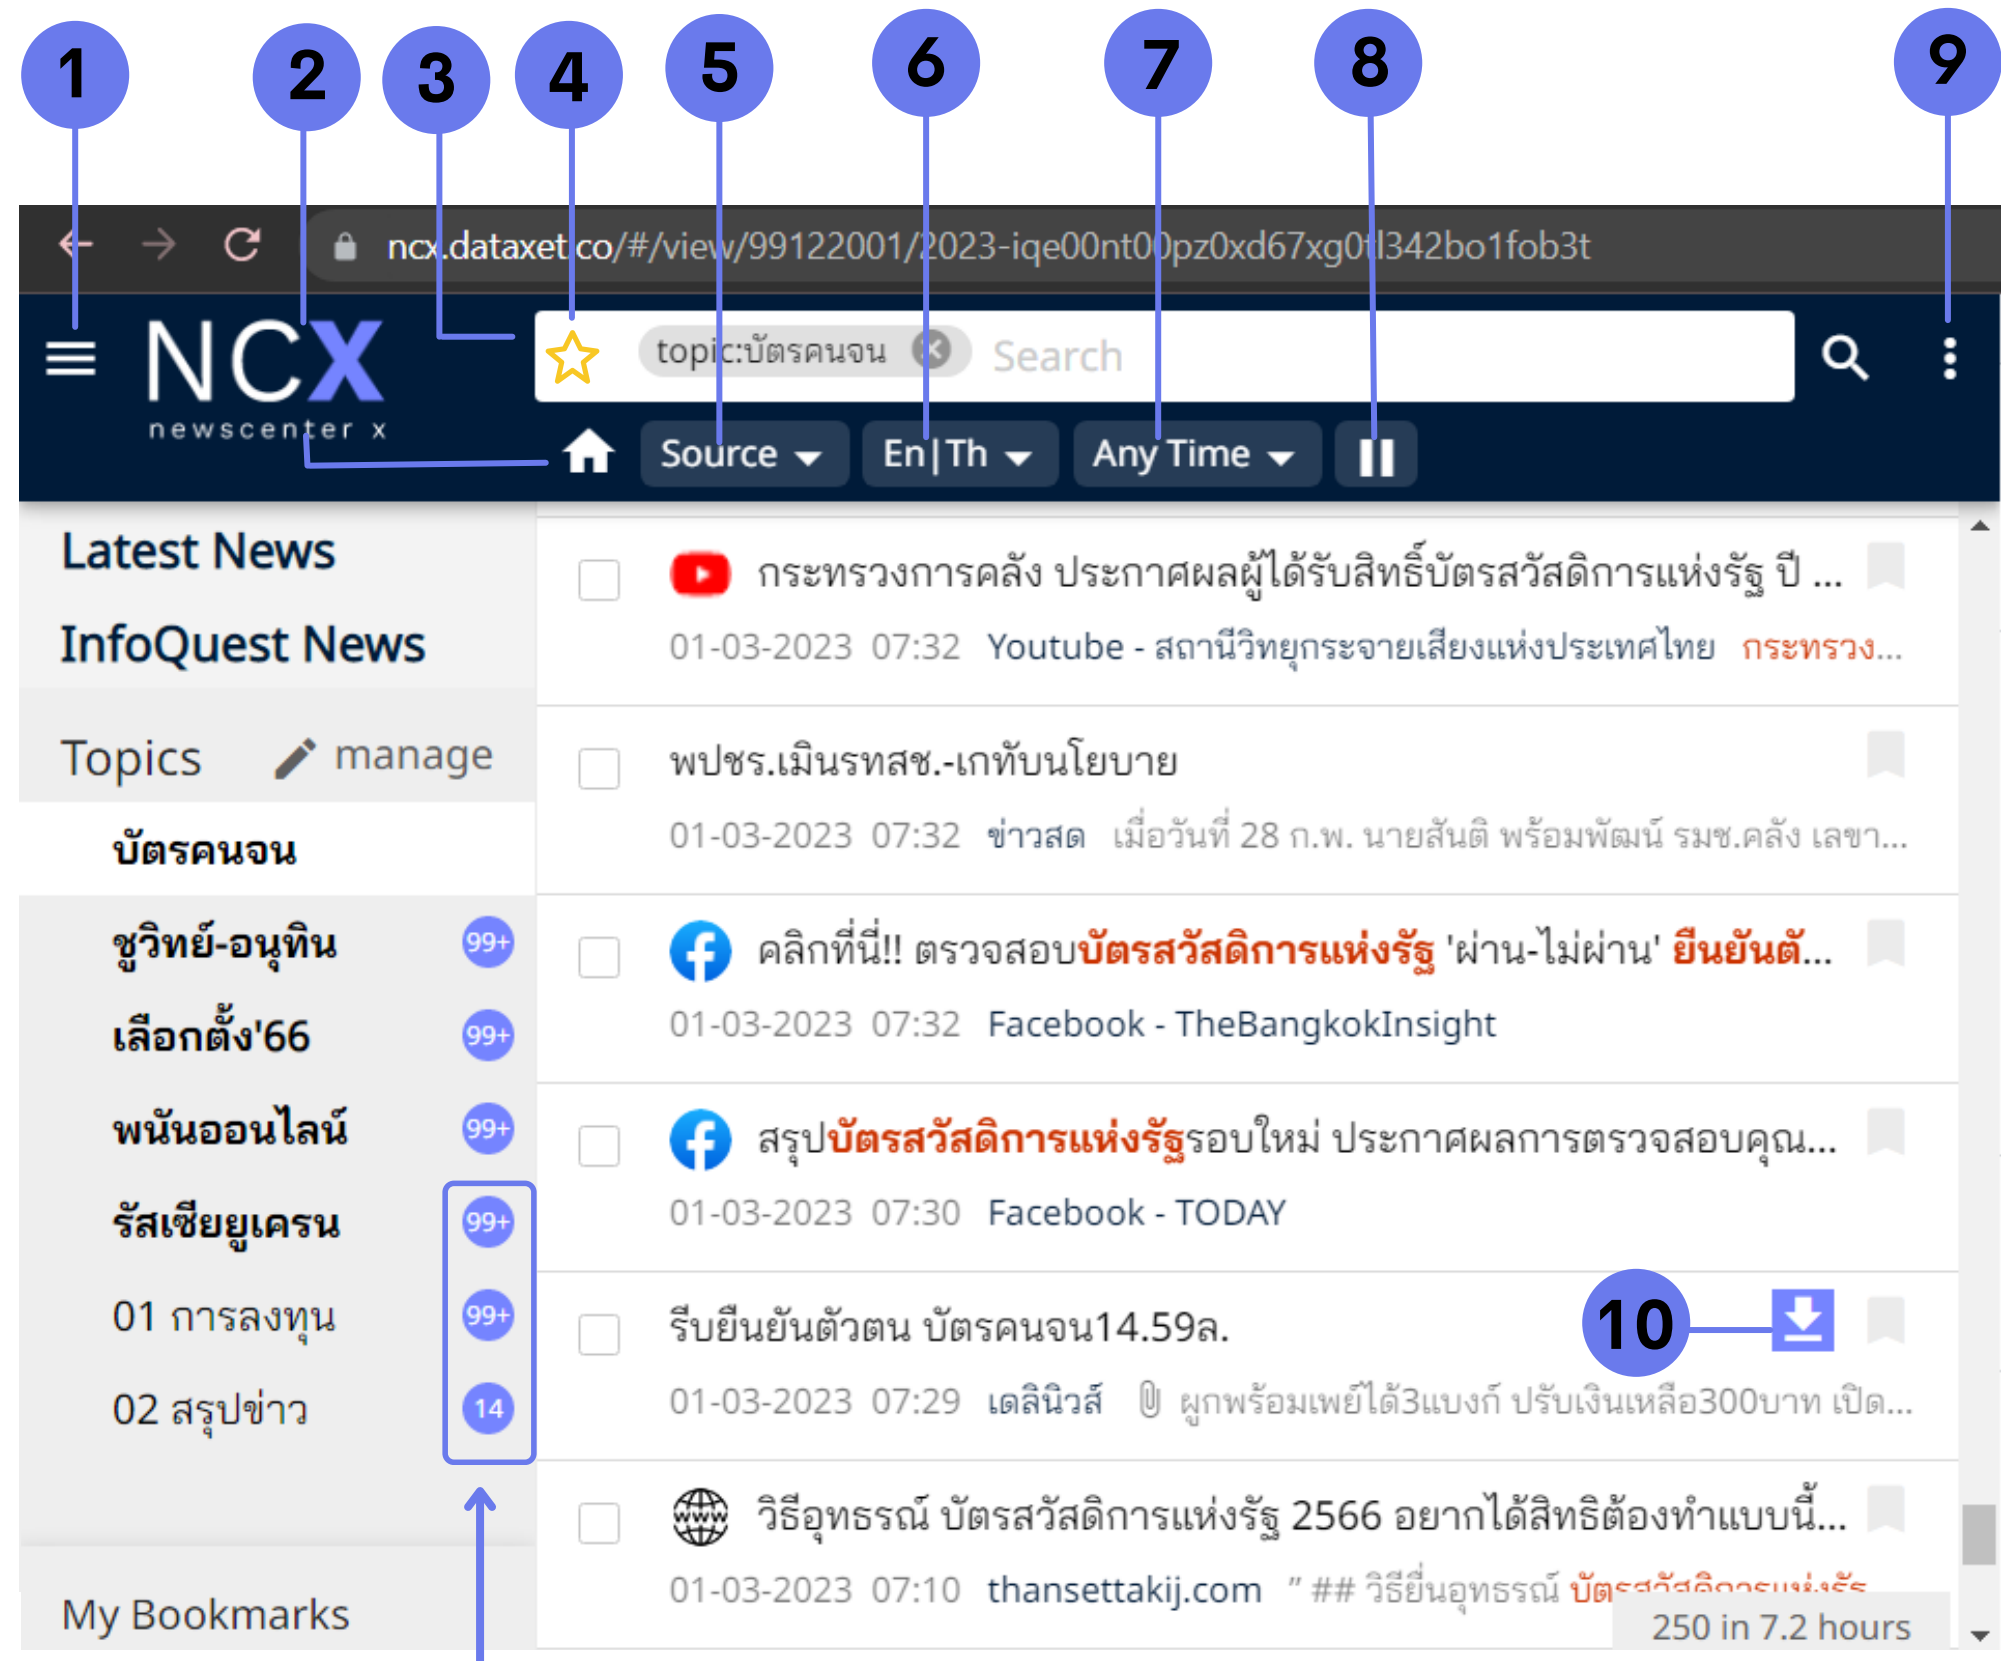 1 2 3 4 5 6 7 8 9
ncx.dataxet.co/#/view/99122001/2023-iqe00nt00pz0xd67xg0tl342bo1fob3t
NCX
newscenter x
topic:บัตรคนจน Search
Source En|Th Any Time
Latest News
InfoQuest News
Topics manage
บัตรคนจน
ชูวิทย์-อนุทิน 99+
เลือกตั้ง'66 99+
พนันออนไลน์ 99+
รัสเซียยูเครน 99+
01 การลงทุน 99+
02 สรุปข่าว 14
My Bookmarks
กระทรวงการคลัง ประกาศผลผู้ได้รับสิทธิ์บัตรสวัสดิการแห่งรัฐ ปี ...
01-03-2023 07:32 Youtube - สถานีวิทยุกระจายเสียงแห่งประเทศไทย กระทรวง...
พปชร.เมินรทสช.-เกทับนโยบาย
01-03-2023 07:32 ข่าวสด เมื่อวันที่ 28 ก.พ. นายสันติ พร้อมพัฒน์ รมช.คลัง เลขา...
คลิกที่นี่!! ตรวจสอบบัตรสวัสดิการแห่งรัฐ 'ผ่าน-ไม่ผ่าน' ยืนยันตั...
01-03-2023 07:32 Facebook - TheBangkokInsight
สรุปบัตรสวัสดิการแห่งรัฐรอบใหม่ ประกาศผลการตรวจสอบคุณ...
01-03-2023 07:30 Facebook - TODAY
รีบยืนยันตัวตน บัตรคนจน14.59ล. 10
01-03-2023 07:29 เดลินิวส์ ผูกพร้อมเพย์ได้3แบงก์ ปรับเงินเหลือ300บาท เปิด...
www วิธีอุทธรณ์ บัตรสวัสดิการแห่งรัฐ 2566 อยากได้สิทธิต้องทำแบบนี้...
01-03-2023 07:10 thansettakij.com " ## วิธียื่นอุทธรณ์ บัตรสวัสดิการแห่งรัฐ
250 in 7.2 hours